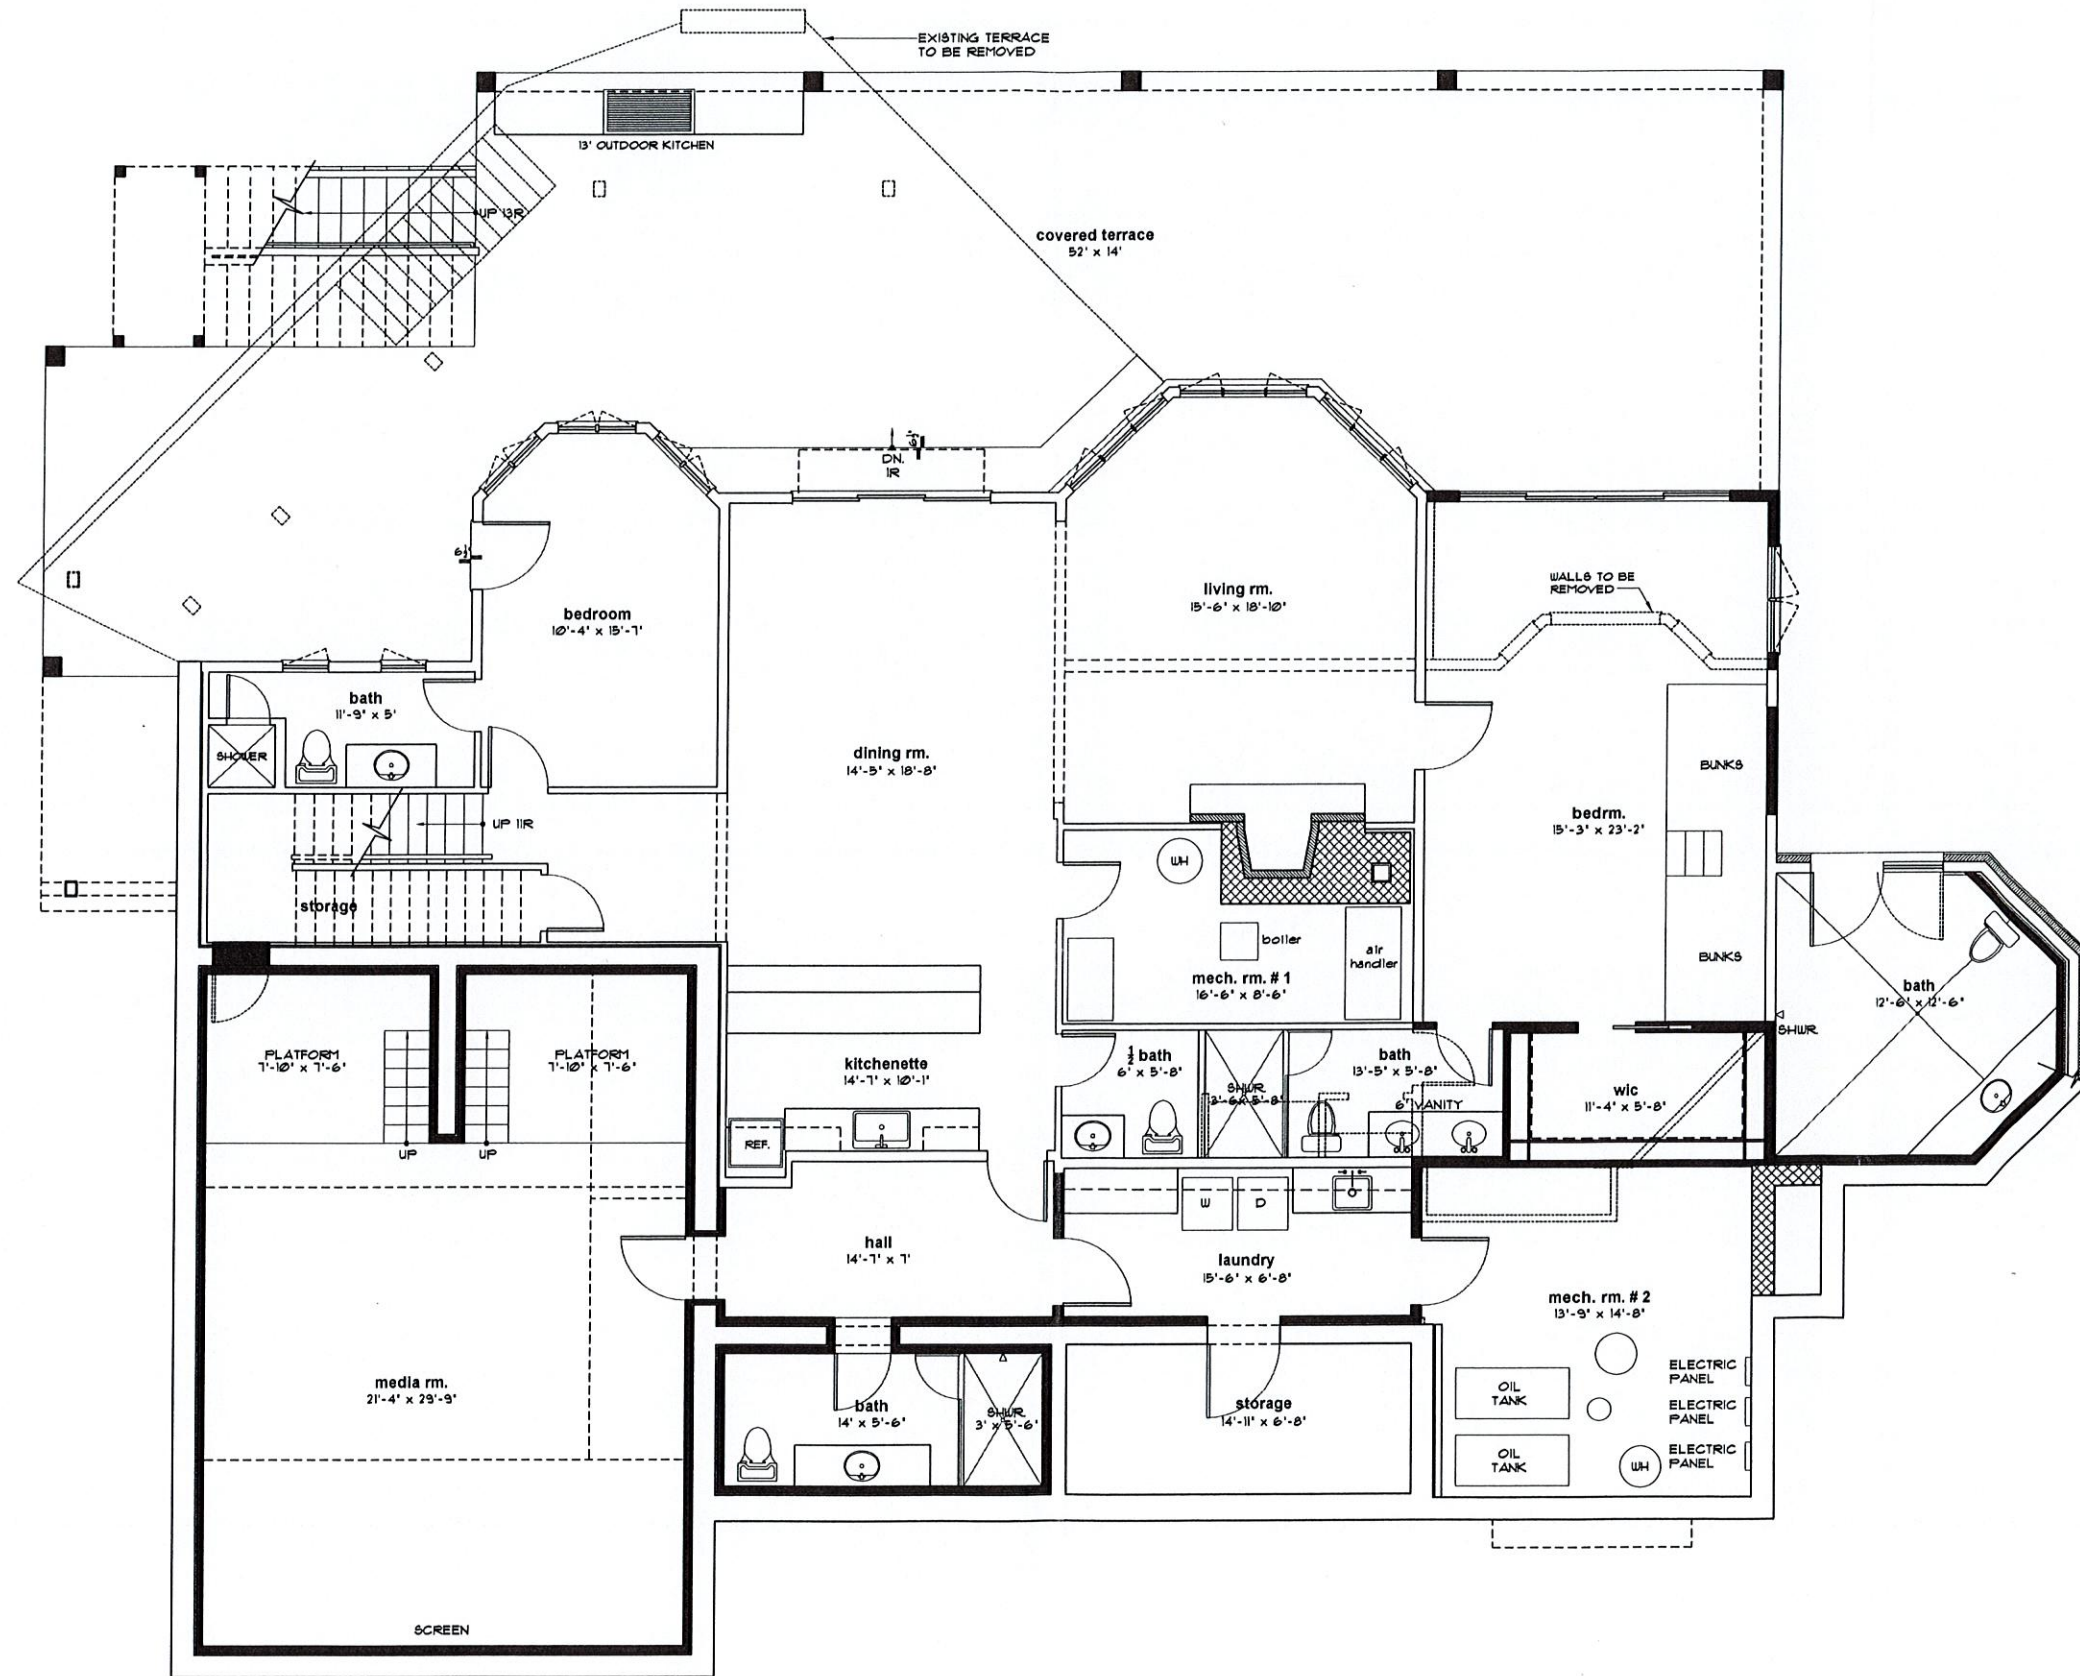 EXISTING TERRACE
TO BE REMOVED
13' OUTDOOR KITCHEN
UP 13R
covered terrace
52' x 14'
DN.
1R
6½"
6½"
WALLS TO BE
REMOVED
living rm.
15'-6" x 18'-10"
bedroom
10'-4" x 15'-7"
bath
11'-9" x 5'
SHOWER
dining rm.
14'-5" x 18'-8"
BUNKS
bedrm.
15'-3" x 23'-2"
UP 11R
WH
storage
boiler
air
handler
mech. rm. # 1
16'-6" x 8'-6"
BUNKS
bath
12'-6" x 12'-6"
SHWR
PLATFORM
7'-10" x 7'-6"
PLATFORM
7'-10" x 7'-6"
kitchenette
14'-7" x 10'-1"
½ bath
6' x 5'-8"
SHWR
3'-6" x 5'-8"
bath
13'-5" x 5'-8"
6' VANITY
wic
11'-4" x 5'-8"
REF.
UP
UP
W
D
hall
14'-7" x 7'
laundry
15'-6" x 6'-8"
mech. rm. # 2
13'-9" x 14'-8"
media rm.
21'-4" x 29'-9"
bath
14' x 5'-6"
SHWR
3' x 5'-6"
storage
14'-11" x 6'-8"
OIL
TANK
ELECTRIC
PANEL
ELECTRIC
PANEL
OIL
TANK
WH
ELECTRIC
PANEL
SCREEN